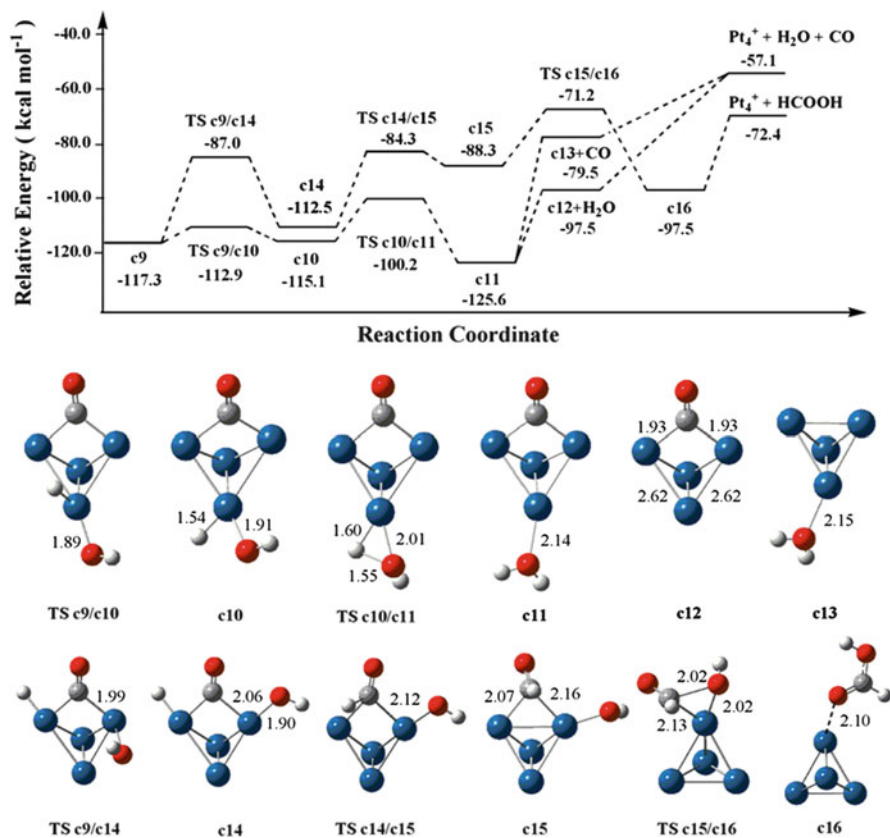 Relative Energy ( kcal mol⁻¹)
-40.0
-60.0
-80.0
-100.0
-120.0
c9
-117.3
TS c9/c14
-87.0
TS c9/c10
-112.9
c14
-112.5
c10
-115.1
TS c14/c15
-84.3
TS c10/c11
-100.2
c15
-88.3
c11
-125.6
TS c15/c16
-71.2
c13+CO
-79.5
c12+H₂O
-97.5
c16
-97.5
Pt₄⁺ + H₂O + CO
-57.1
Pt₄⁺ + HCOOH
-72.4
Reaction Coordinate
1.89
TS c9/c10
1.54
1.91
c10
1.60
2.01
1.55
TS c10/c11
2.14
c11
1.93
1.93
2.62
2.62
c12
2.15
c13
1.99
TS c9/c14
2.06
1.90
c14
2.12
TS c14/c15
2.07
2.16
c15
2.02
2.13
2.02
TS c15/c16
2.10
c16